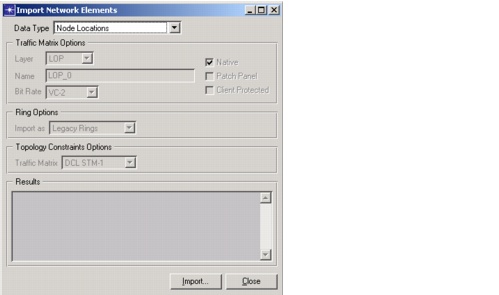 Import Network Elements
Data Type Node Locations
Traffic Matrix Options
Layer LOP
Native
Name LOP_0
Patch Panel
Bit Rate VC-2
Client Protected
Ring Options
Import as Legacy Rings
Topology Constraints Options
Traffic Matrix DCL STM-1
Results
Import... Close